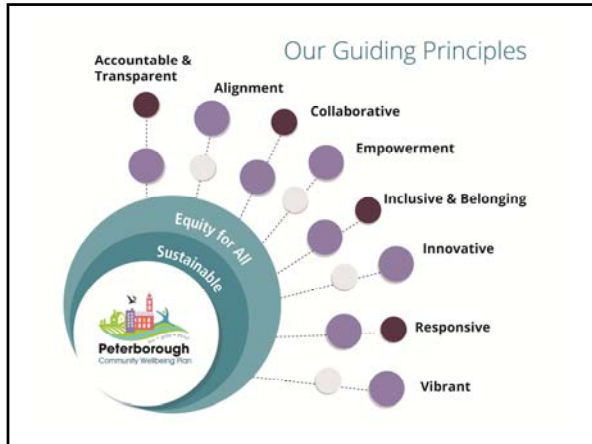 Our Guiding Principles
Accountable &
Transparent
Alignment
Collaborative
Empowerment
Inclusive & Belonging
Innovative
Responsive
Vibrant
Equity for All
Sustainable
Peterborough
Community Wellbeing Plan